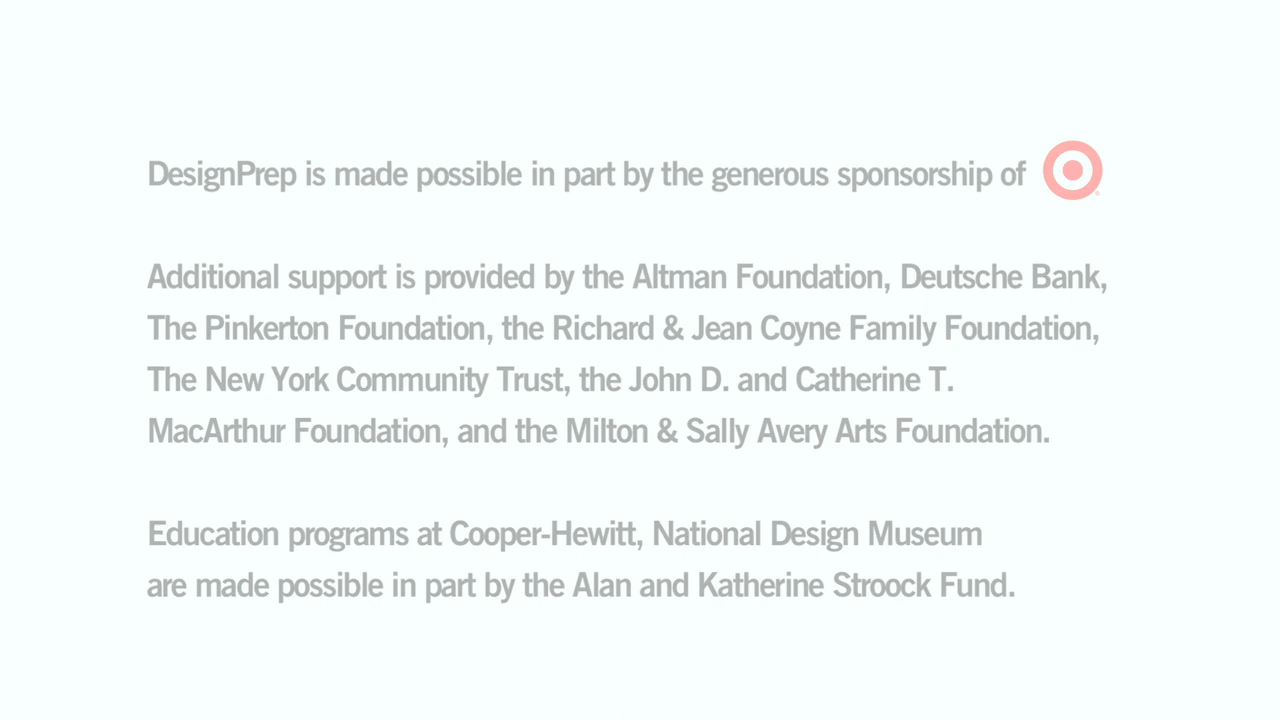 DesignPrep is made possible in part by the generous sponsorship of
Additional support is provided by the Altman Foundation, Deutsche Bank,
The Pinkerton Foundation, the Richard & Jean Coyne Family Foundation,
The New York Community Trust, the John D. and Catherine T.
MacArthur Foundation, and the Milton & Sally Avery Arts Foundation.
Education programs at Cooper-Hewitt, National Design Museum
are made possible in part by the Alan and Katherine Stroock Fund.